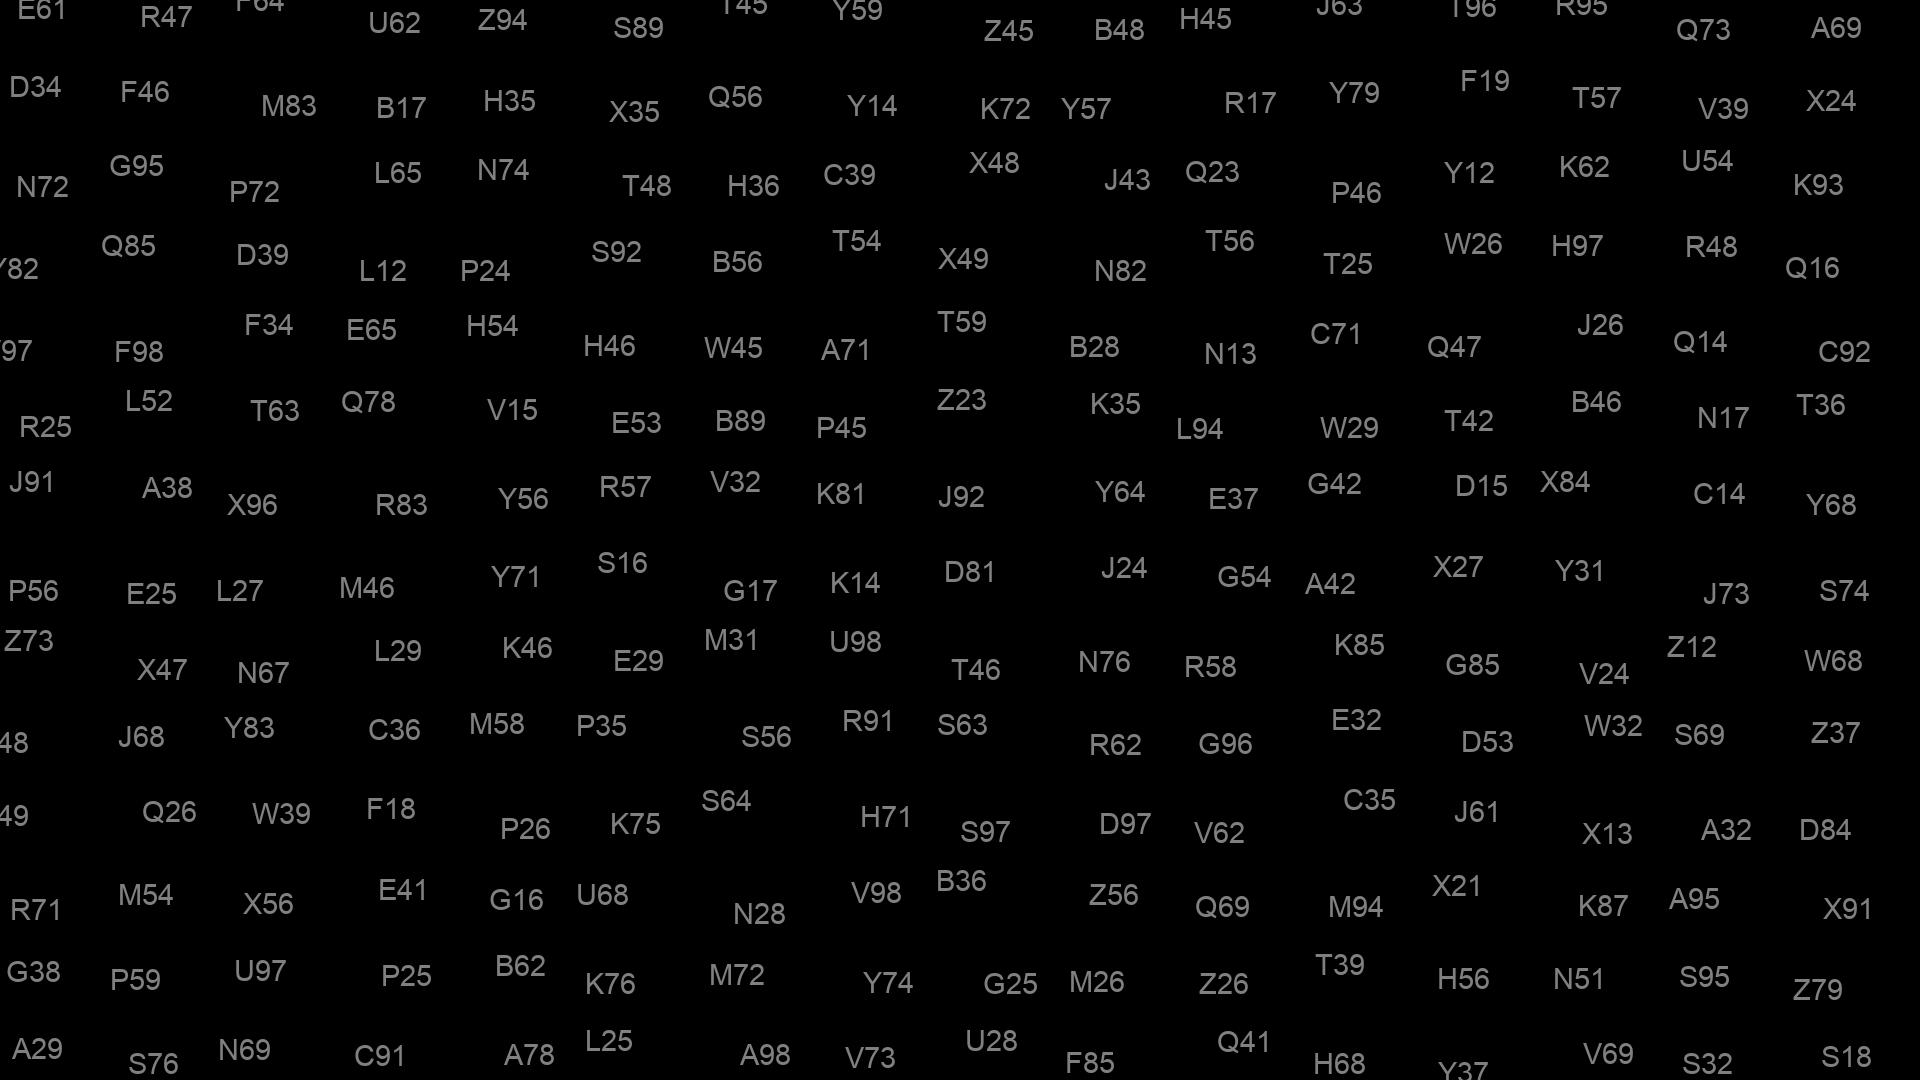 E61 R47 F64 U62 Z94 S89 T45 Y59 Z45 B48 H45 J63 T96 R95 Q73 A69
D34 F46 M83 B17 H35 X35 Q56 Y14 K72 Y57 R17 Y79 F19 T57 V39 X24
N72 G95 P72 L65 N74 T48 H36 C39 X48 J43 Q23 P46 Y12 K62 U54 K93
Y82 Q85 D39 L12 P24 S92 B56 T54 X49 N82 T56 T25 W26 H97 R48 Q16
97 F98 F34 E65 H54 H46 W45 A71 T59 B28 N13 C71 Q47 J26 Q14 C92
R25 L52 T63 Q78 V15 E53 B89 P45 Z23 K35 L94 W29 T42 B46 N17 T36
J91 A38 X96 R83 Y56 R57 V32 K81 J92 Y64 E37 G42 D15 X84 C14 Y68
P56 E25 L27 M46 Y71 S16 G17 K14 D81 J24 G54 A42 X27 Y31 J73 S74
Z73 X47 N67 L29 K46 E29 M31 U98 T46 N76 R58 K85 G85 V24 Z12 W68
48 J68 Y83 C36 M58 P35 S56 R91 S63 R62 G96 E32 D53 W32 S69 Z37
49 Q26 W39 F18 P26 K75 S64 H71 S97 D97 V62 C35 J61 X13 A32 D84
R71 M54 X56 E41 G16 U68 N28 V98 B36 Z56 Q69 M94 X21 K87 A95 X91
G38 P59 U97 P25 B62 K76 M72 Y74 G25 M26 Z26 T39 H56 N51 S95 Z79
A29 S76 N69 C91 A78 L25 A98 V73 U28 F85 Q41 H68 Y37 V69 S32 S18